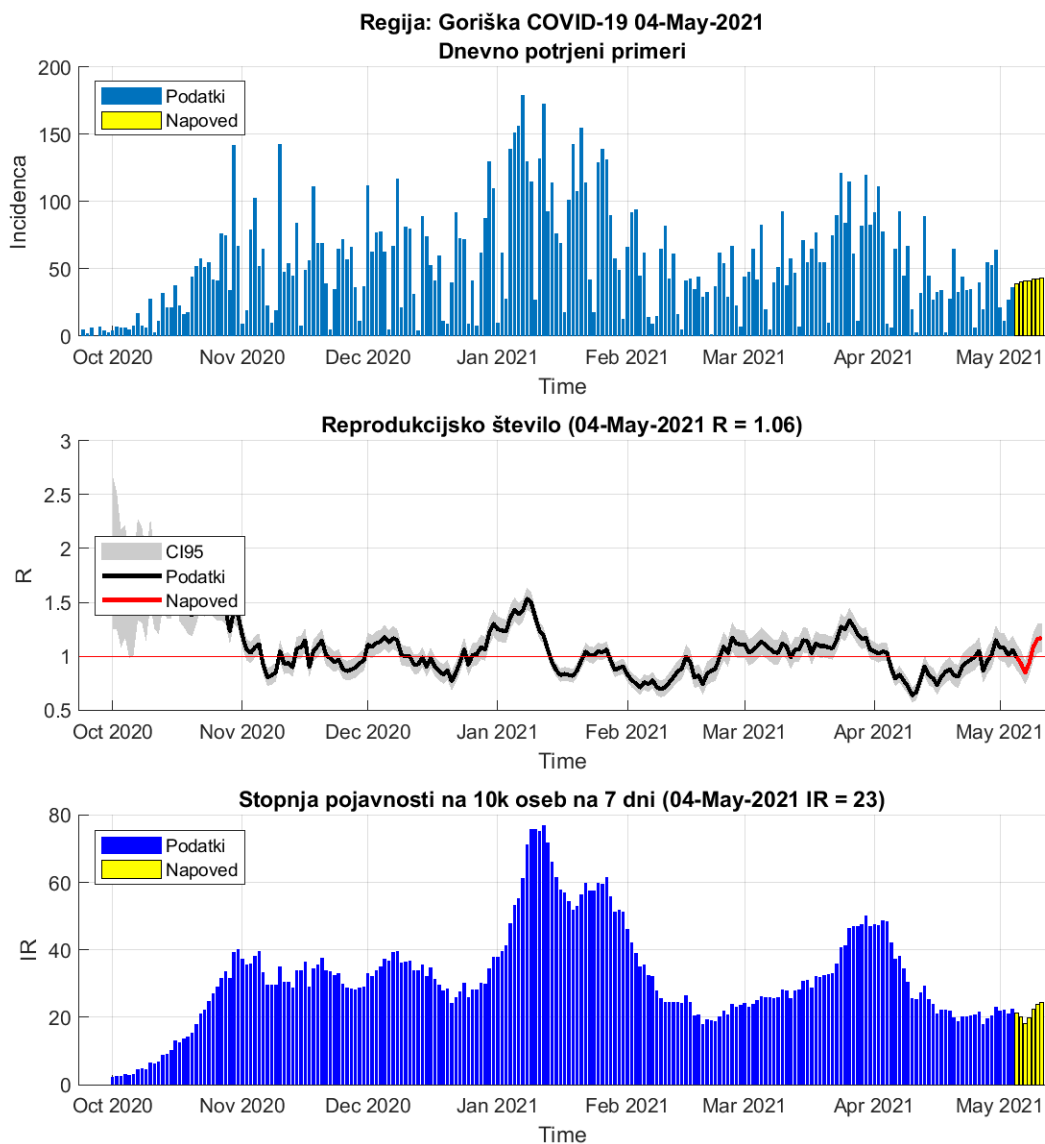 Regija: Goriška COVID-19 04-May-2021
Dnevno potrjeni primeri
200
150
100
50
0
Incidenca
Podatki
Napoved
Oct 2020 Nov 2020 Dec 2020 Jan 2021 Feb 2021 Mar 2021 Apr 2021 May 2021
Time
Reprodukcijsko število (04-May-2021 R = 1.06)
3
2.5
2
1.5
1
0.5
R
CI95
Podatki
Napoved
Oct 2020 Nov 2020 Dec 2020 Jan 2021 Feb 2021 Mar 2021 Apr 2021 May 2021
Time
Stopnja pojavnosti na 10k oseb na 7 dni (04-May-2021 IR = 23)
80
60
40
20
0
IR
Podatki
Napoved
Oct 2020 Nov 2020 Dec 2020 Jan 2021 Feb 2021 Mar 2021 Apr 2021 May 2021
Time